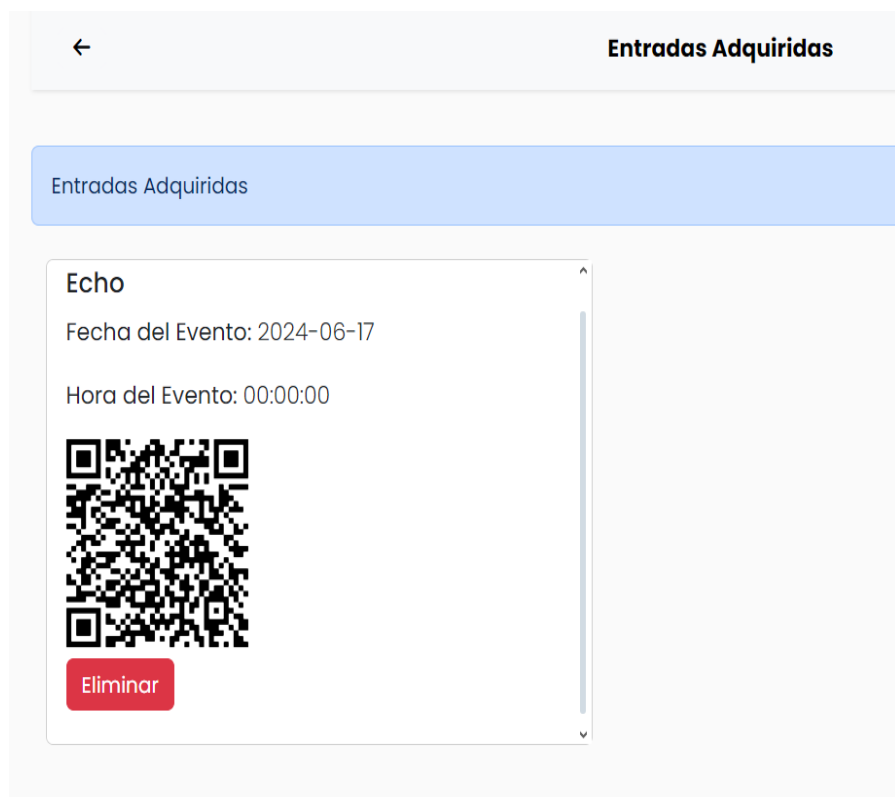 Entradas Adquiridas
Entradas Adquiridas
Echo
Fecha del Evento: 2024-06-17
Hora del Evento: 00:00:00
Eliminar